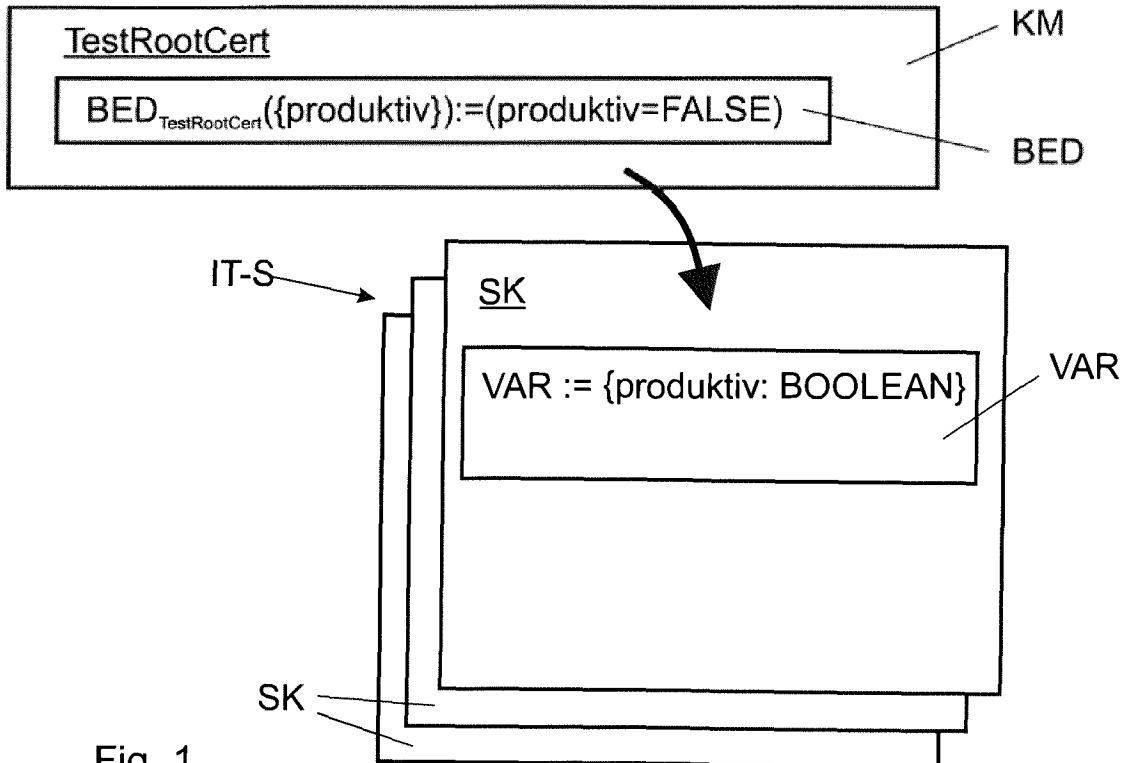 KM
TestRootCert
BED_TestRootCert({produktiv}):=(produktiv=FALSE)
BED
IT-S
SK
VAR := {produktiv: BOOLEAN}
VAR
SK
Fig. 1